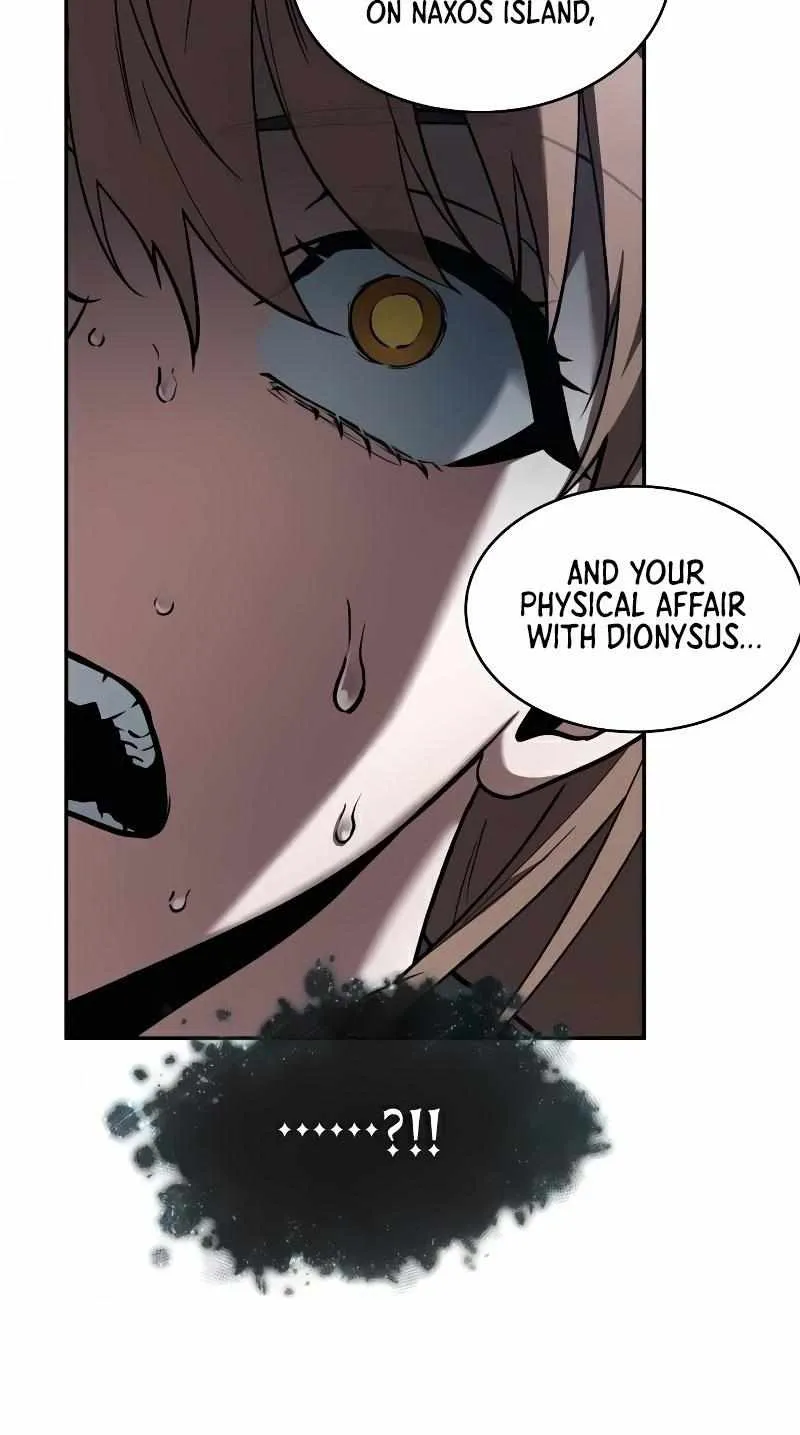 ON NAXOS ISLAND,
AND YOUR
PHYSICAL AFFAIR
WITH DIONYSUS...
......?!!